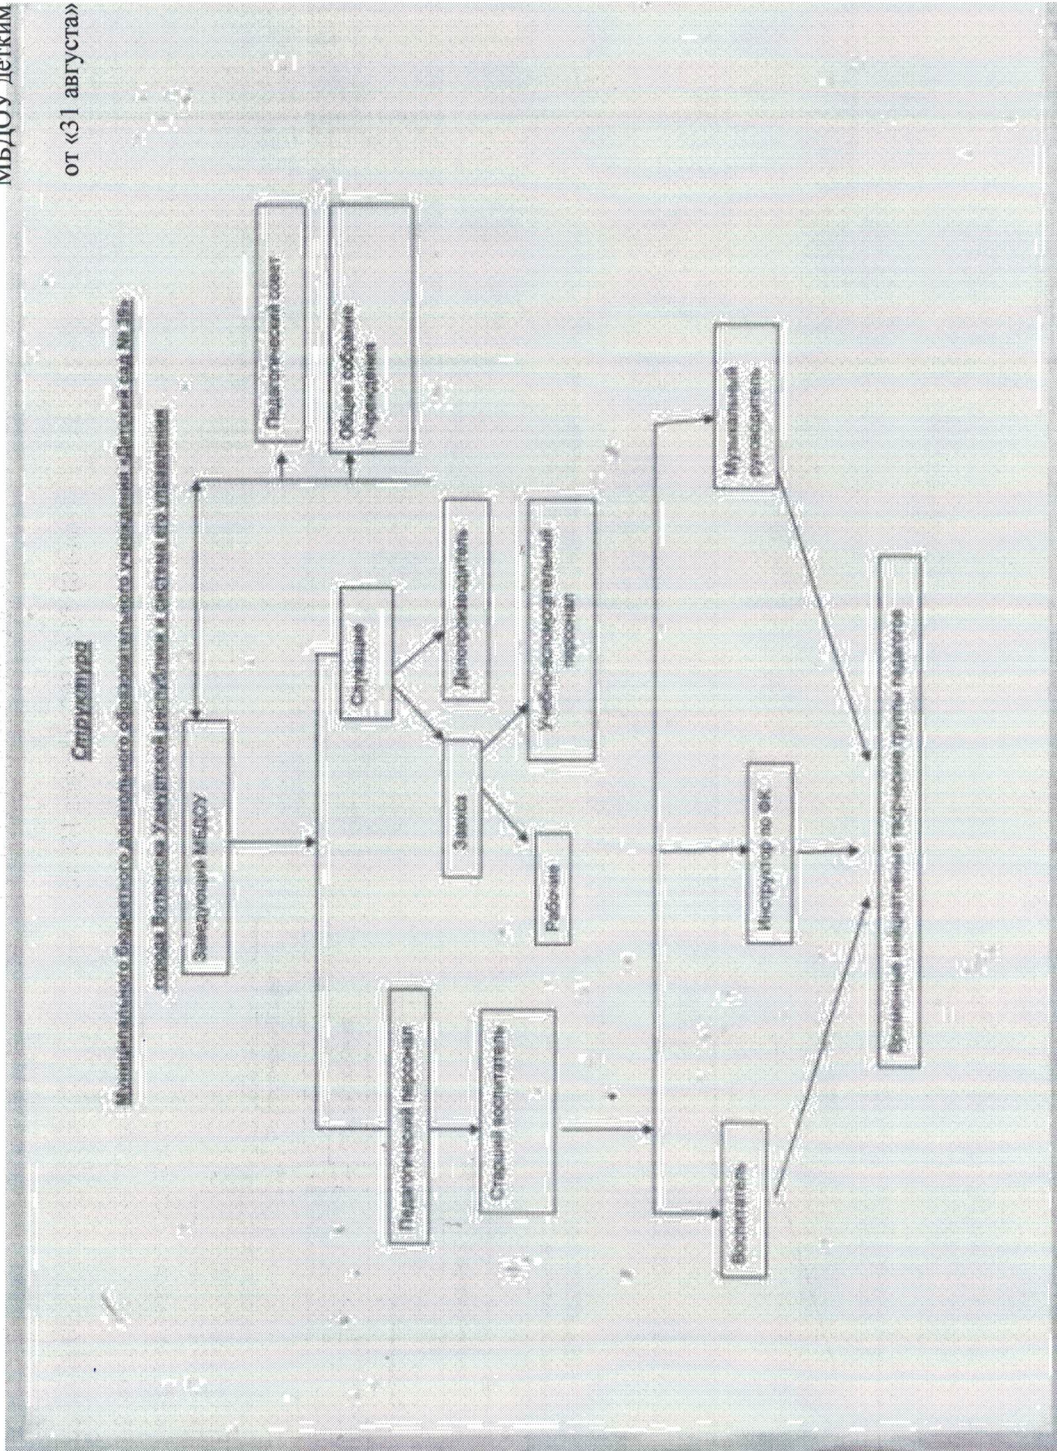 МБДОУ детким
от «31 августа»
Структура
Муниципального бюджетного дошкольного образовательного учреждения «Детский сад № 39»
города Воткинска Удмуртской республики и система его управления
Заведующий МБДОУ
Педагогический совет
Общее собрание
Учреждения
Служащие
Педагогический персонал
Завхоз
Делопроизводитель
Старший воспитатель
Рабочие
Учебно-вспомогательный
персонал
Воспитатель
Инструктор по ФК
Музыкальный
руководитель
Временные инициативные творческие группы педагогов